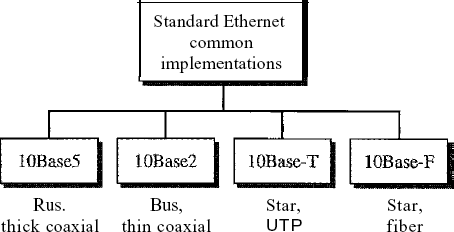 Standard Ethernet
common
implementations
10Base5
10Base2
10Base-T
10Base-F
Rus.
thick coaxial
Bus,
thin coaxial
Star,
UTP
Star,
fiber